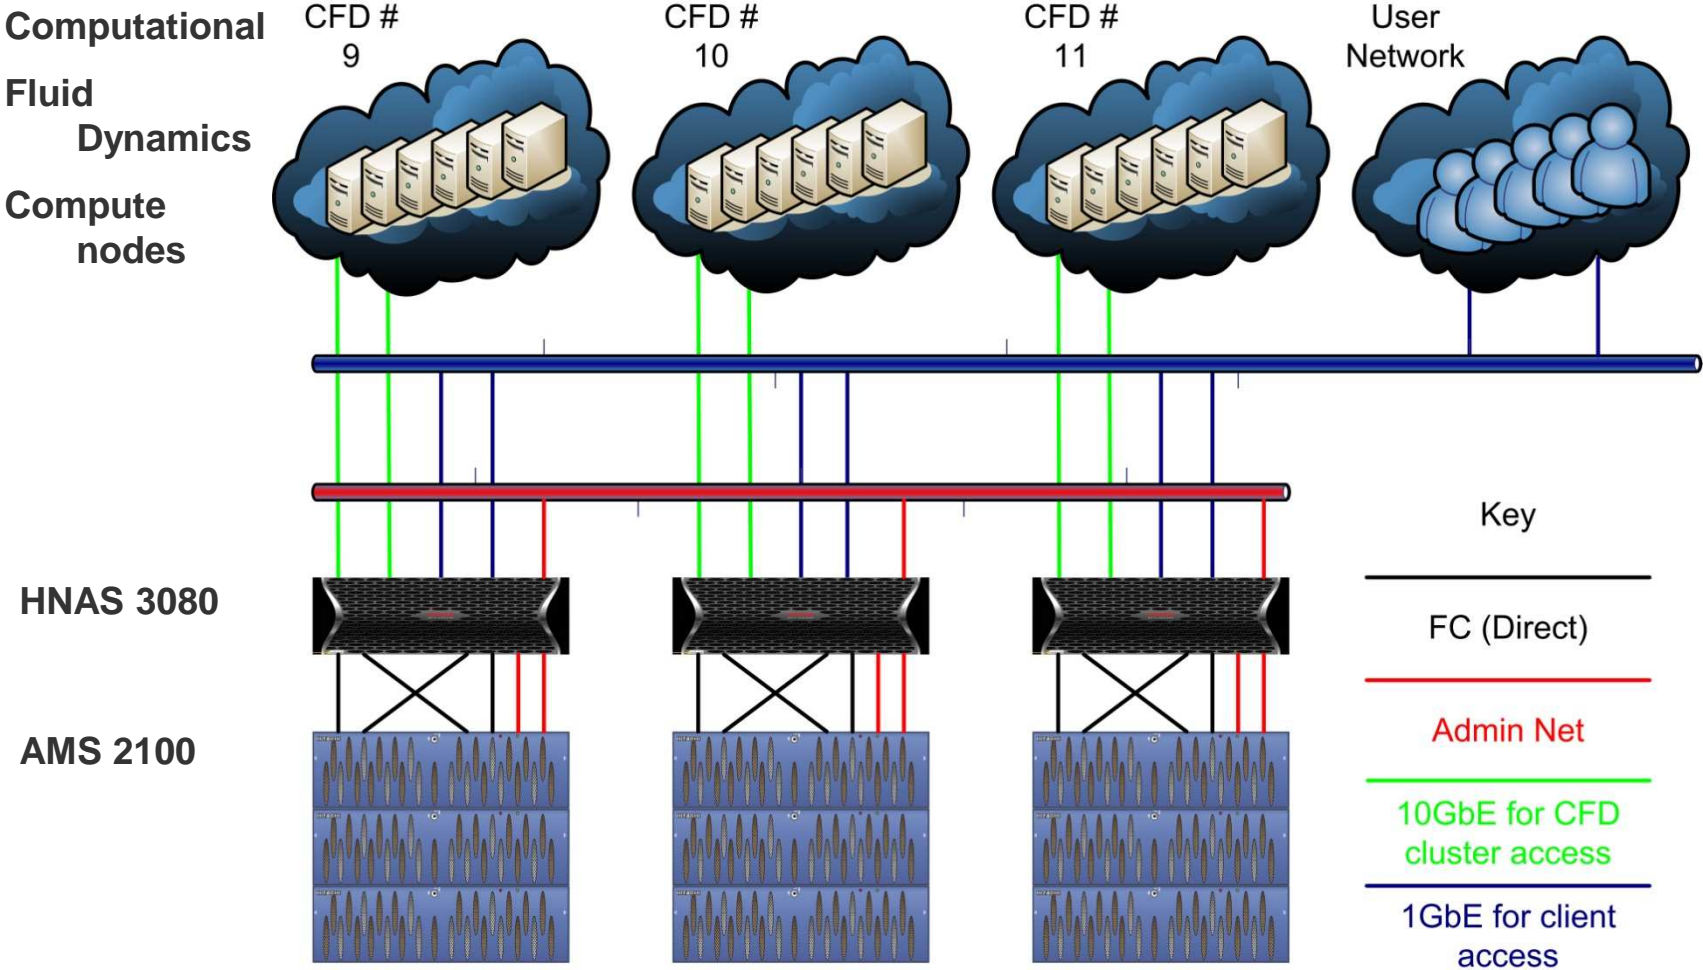 Computational
Fluid
Dynamics
Compute
nodes
CFD #
9
CFD #
10
CFD #
11
User
Network
HNAS 3080
AMS 2100
Key
FC (Direct)
Admin Net
10GbE for CFD
cluster access
1GbE for client
access